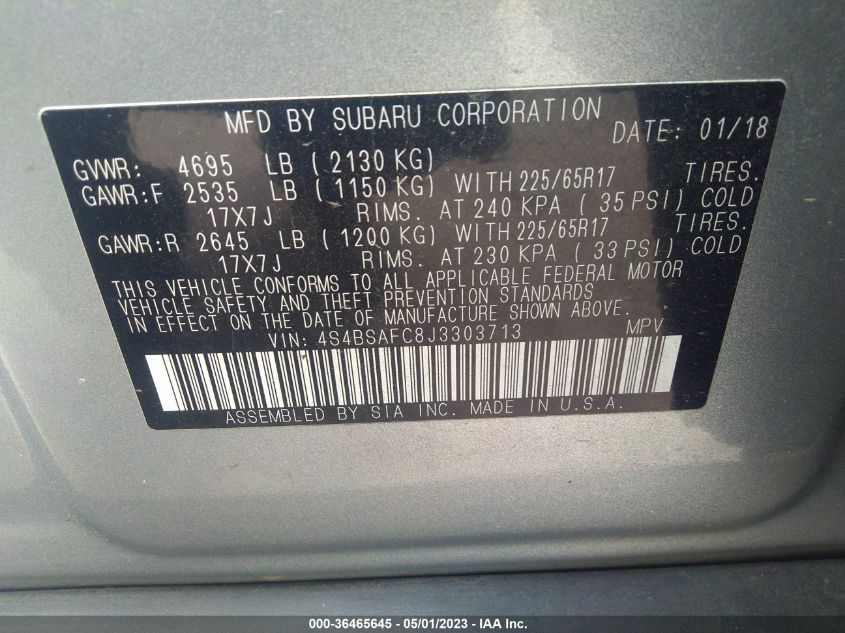 MFD BY SUBARU CORPORATION DATE: 01/18
GVWR: 4695 LB ( 2130 KG)
GAWR:F 2535 LB ( 1150 KG) WITH 225/65R17 TIRES.
17X7J RIMS. AT 240 KPA ( 35 PSI) COLD
GAWR:R 2645 LB ( 1200 KG) WITH 225/65R17 TIRES.
17X7J RIMS. AT 230 KPA ( 33 PSI) COLD
THIS VEHICLE CONFORMS TO ALL APPLICABLE FEDERAL MOTOR
VEHICLE SAFETY AND THEFT PREVENTION STANDARDS
IN EFFECT ON THE DATE OF MANUFACTURE SHOWN ABOVE.
VIN: 4S4BSAFC8J3303713 MPV
ASSEMBLED BY SIA INC. MADE IN U.S.A.
000-36465645 - 05/01/2023 - IAA Inc.